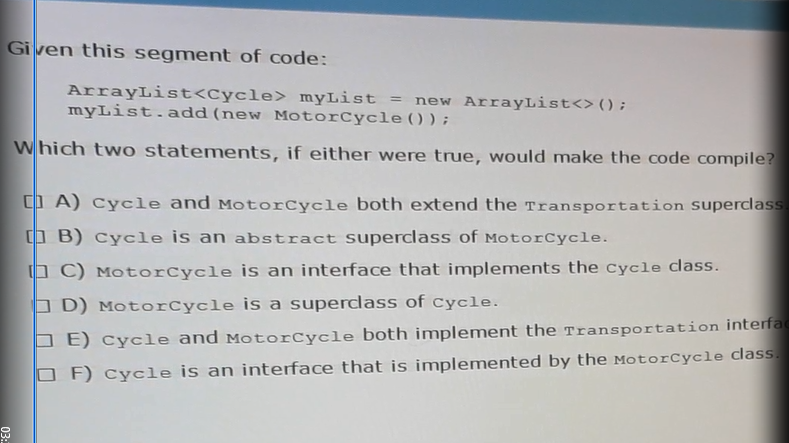 Given this segment of code:
ArrayList<Cycle> myList = new ArrayList<>();
myList.add(new MotorCycle());
Which two statements, if either were true, would make the code compile?
A) Cycle and MotorCycle both extend the Transportation superclass.
B) Cycle is an abstract superclass of MotorCycle.
C) MotorCycle is an interface that implements the Cycle class.
D) MotorCycle is a superclass of Cycle.
E) Cycle and MotorCycle both implement the Transportation interfa
F) Cycle is an interface that is implemented by the MotorCycle class.
03: